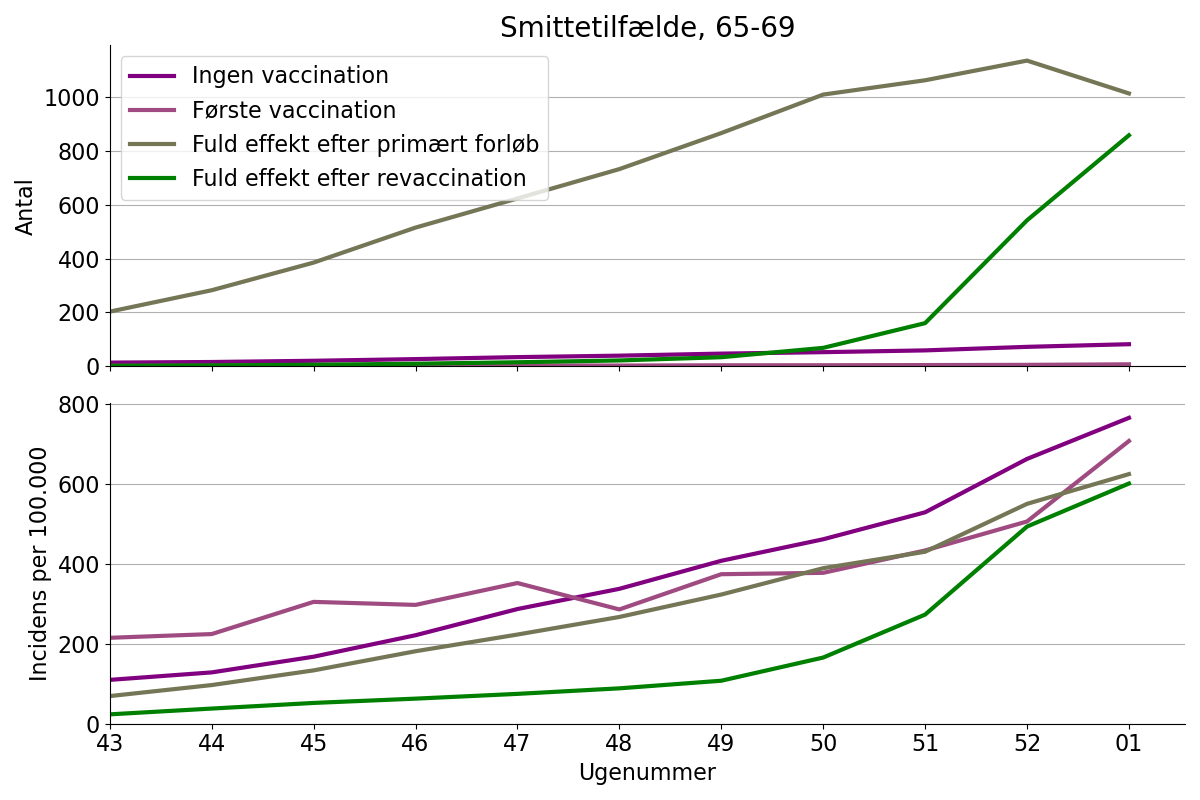 Smittetilfælde, 65-69
Ingen vaccination
Første vaccination
Fuld effekt efter primært forløb
Fuld effekt efter revaccination
Antal
1000
800
600
400
200
0
Incidens per 100.000
800
600
400
200
0
43 44 45 46 47 48 49 50 51 52 01
Ugenummer